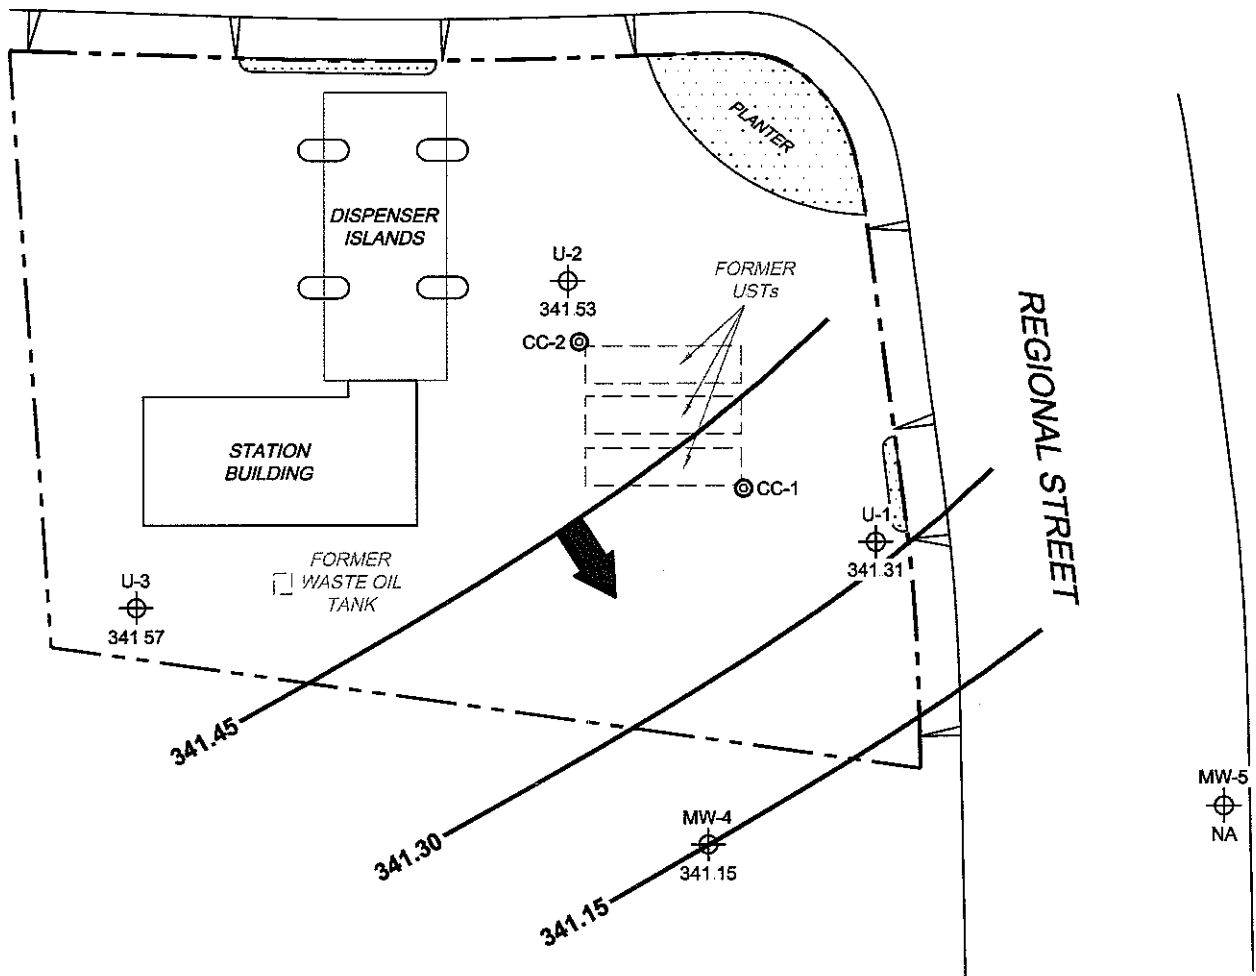 PLANTER
DISPENSER
ISLANDS
U-2
341.53
FORMER
USTs
CC-2
REGIONAL STREET
STATION
BUILDING
CC-1
U-1
341.31
FORMER
WASTE OIL
TANK
U-3
341.57
341.45
MW-5
NA
MW-4
341.15
341.30
341.15